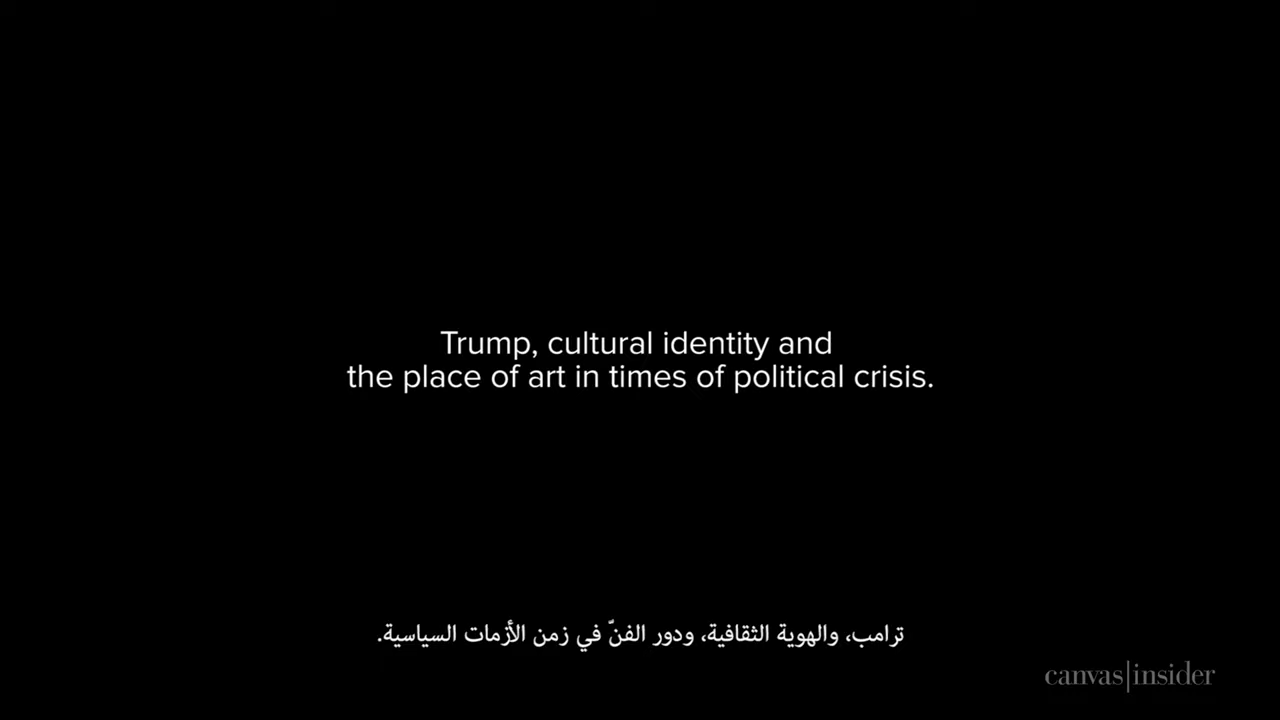 Trump, cultural identity and
the place of art in times of political crisis.
ترامب، والهوية الثقافية، ودور الفنّ في زمن الأزمات السياسية.
canvas|insider